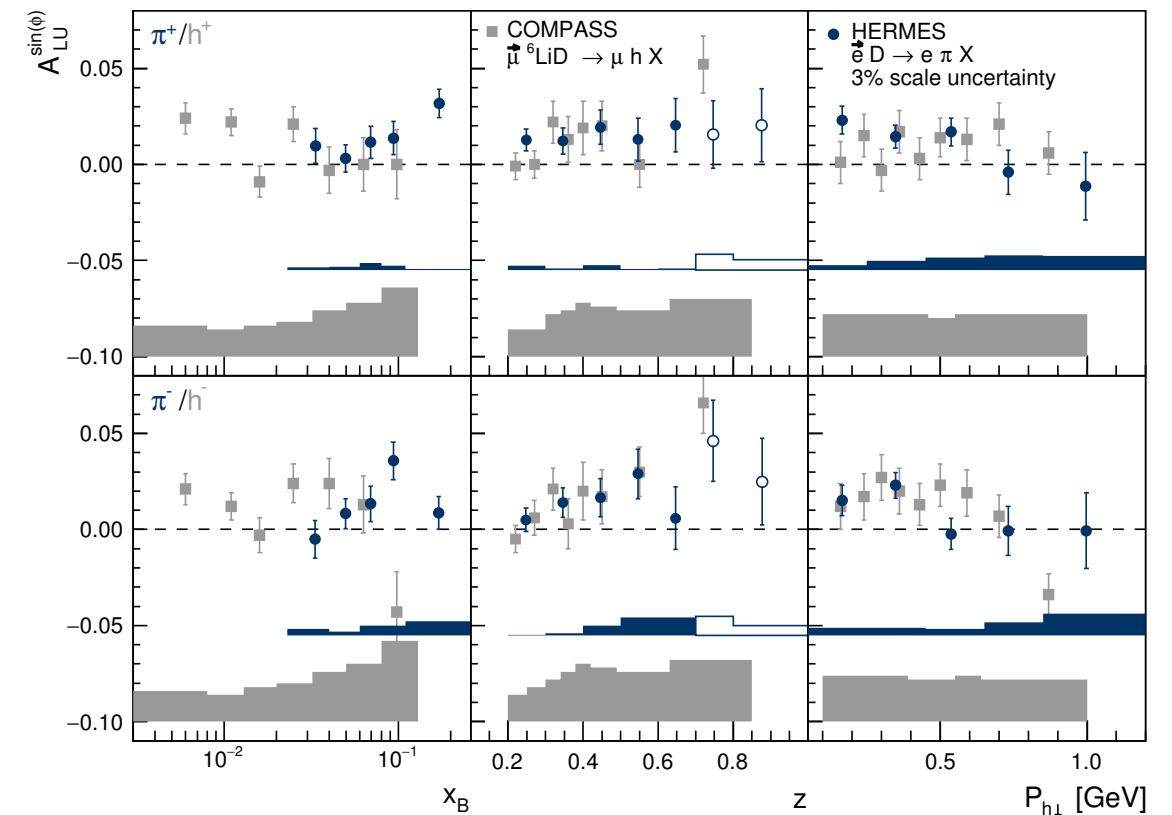 A_LU^sin(ϕ)
π⁺/h⁺
COMPASS
μ ⁶LiD → μ h X
HERMES
e D → e π X
3% scale uncertainty
0.05
0.00
−0.05
−0.10
π⁻/h⁻
0.05
0.00
−0.05
−0.10
10⁻² 10⁻¹ 0.2 0.4 0.6 0.8 0.5 1.0
x_B z P_h⊥ [GeV]